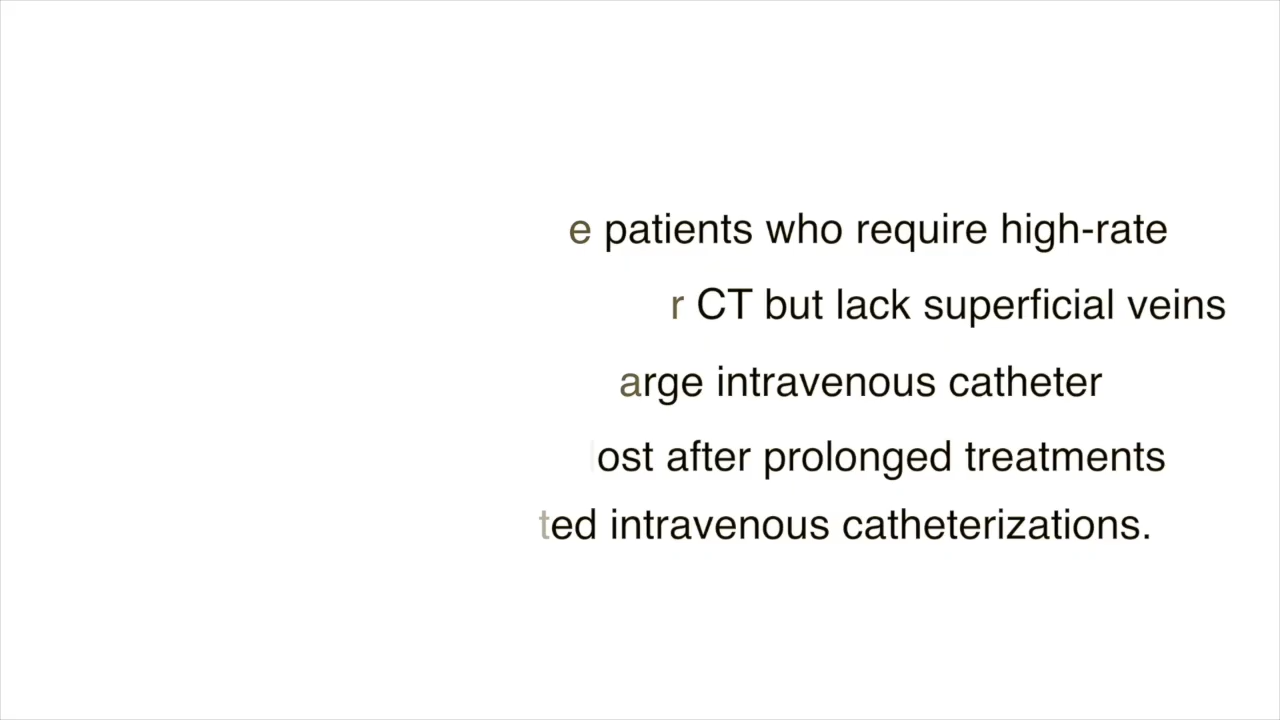 e patients who require high-rate
r CT but lack superficial veins
arge intravenous catheter
lost after prolonged treatments
ted intravenous catheterizations.